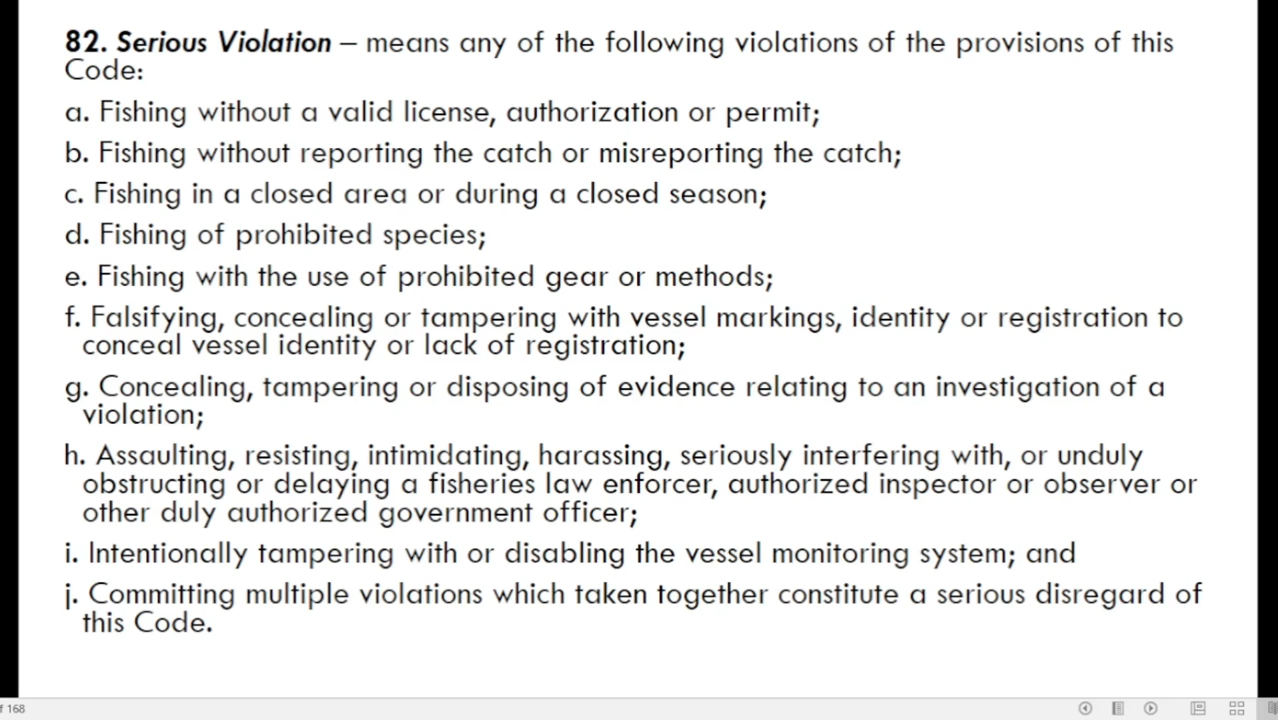 82. Serious Violation – means any of the following violations of the provisions of this
Code:
a. Fishing without a valid license, authorization or permit;
b. Fishing without reporting the catch or misreporting the catch;
c. Fishing in a closed area or during a closed season;
d. Fishing of prohibited species;
e. Fishing with the use of prohibited gear or methods;
f. Falsifying, concealing or tampering with vessel markings, identity or registration to
conceal vessel identity or lack of registration;
g. Concealing, tampering or disposing of evidence relating to an investigation of a
violation;
h. Assaulting, resisting, intimidating, harassing, seriously interfering with, or unduly
obstructing or delaying a fisheries law enforcer, authorized inspector or observer or
other duly authorized government officer;
i. Intentionally tampering with or disabling the vessel monitoring system; and
j. Committing multiple violations which taken together constitute a serious disregard of
this Code.
f 168